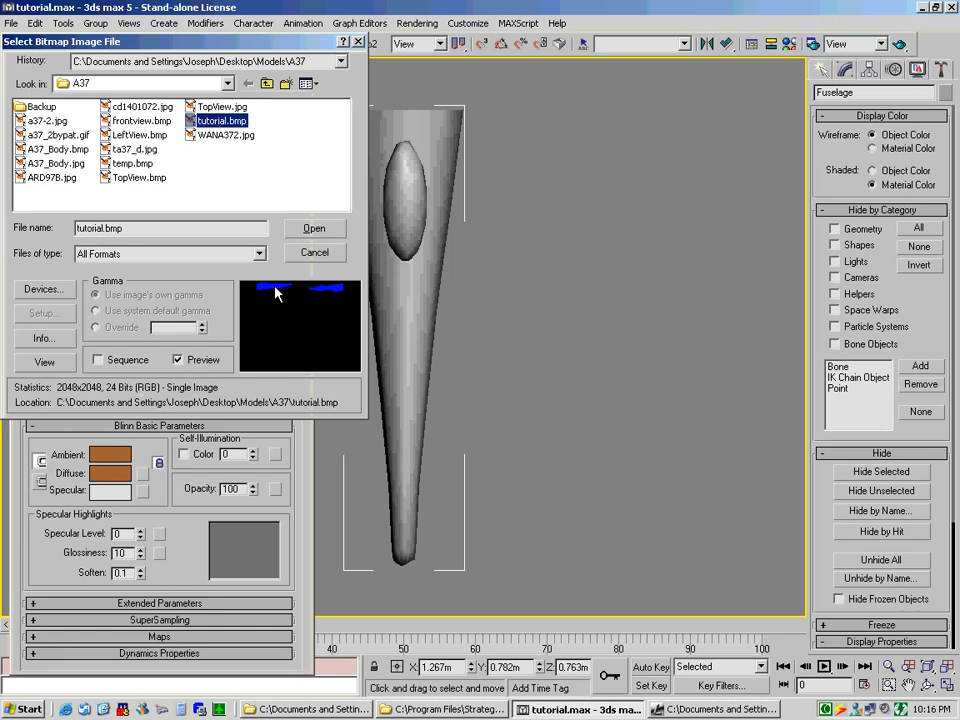 tutorial.max - 3ds max 5 - Stand-alone License
File Edit Tools Group Views Create Modifiers Character Animation Graph Editors Rendering Customize MAXScript Help
Select Bitmap Image File
View
View
History: C:\Documents and Settings\Joseph\Desktop\Models\A37
Look in: A37
Backup cd1401072.jpg TopView.jpg
a37-2.jpg frontview.bmp tutorial.bmp
a37_2bypat.gif LeftView.bmp WANA372.jpg
A37_Body.bmp ta37_d.jpg
A37_Body.jpg temp.bmp
ARD97B.jpg TopView.bmp
File name: tutorial.bmp Open
Files of type: All Formats Cancel
Gamma
Devices... Use image's own gamma
Setup... Use system default gamma
Override
Info...
View Sequence Preview
Statistics: 2048x2048, 24 Bits (RGB) - Single Image
Location: C:\Documents and Settings\Joseph\Desktop\Models\A37\tutorial.bmp
Blinn Basic Parameters
Self-Illumination
Ambient: Color 0
Diffuse:
Specular: Opacity: 100
Specular Highlights
Specular Level: 0
Glossiness: 10
Soften: 0.1
+ Extended Parameters
+ SuperSampling
+ Maps
+ Dynamics Properties
Fuselage
- Display Color
Wireframe: Object Color
Material Color
Shaded: Object Color
Material Color
- Hide by Category
Geometry All
Shapes None
Lights Invert
Cameras
Helpers
Space Warps
Particle Systems
Bone Objects
Bone Add
IK Chain Object Remove
Point
None
- Hide
Hide Selected
Hide Unselected
Hide by Name...
Hide by Hit
Unhide All
Unhide by Name...
Hide Frozen Objects
+ Freeze
- Display Properties
40 50 60 70 80 90 100
X: 1.267m Y: 0.782m Z: 0.763m Auto Key Selected
Click and drag to select and move Add Time Tag Set Key Key Filters... 0
Start C:\Documents and Settin... C:\Program Files\Strateg... tutorial.max - 3ds ma... C:\Documents and Settin... 10:16 PM